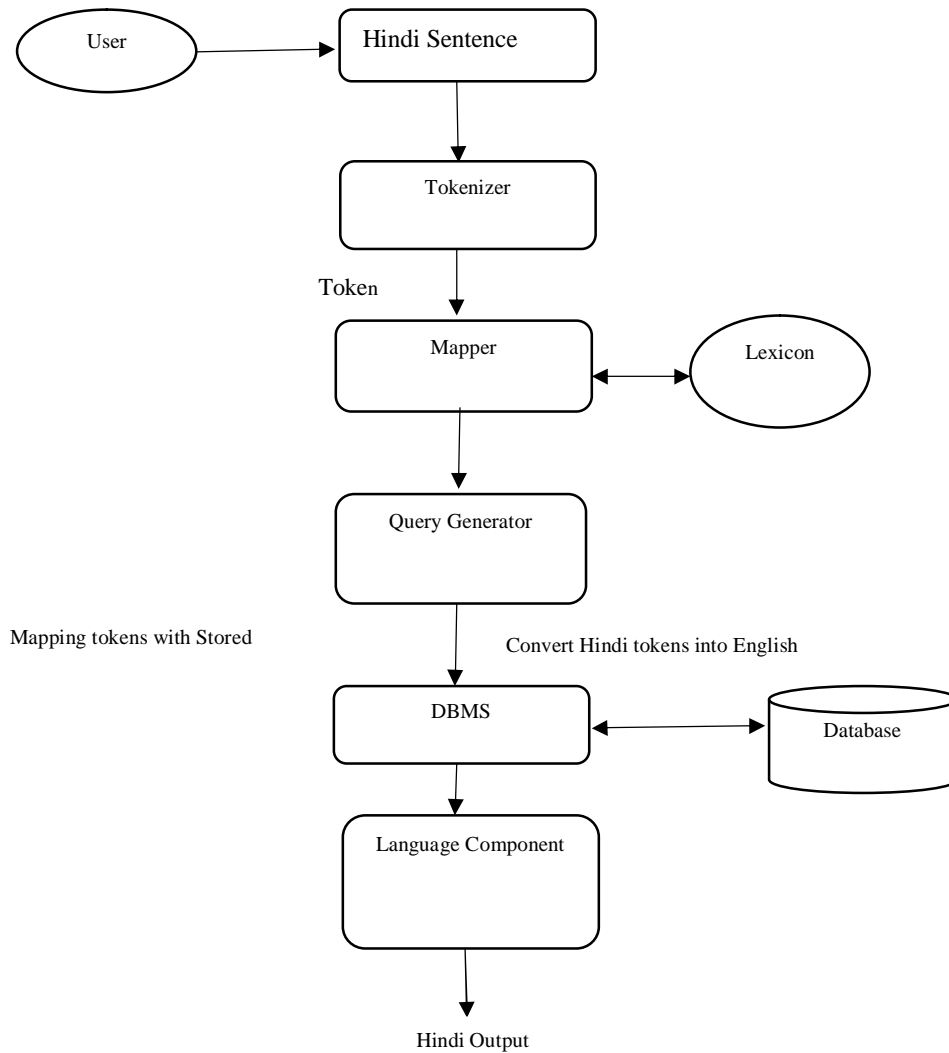 User
Hindi Sentence
Tokenizer
Token
Mapper
Lexicon
Query Generator
Mapping tokens with Stored
Convert Hindi tokens into English
DBMS
Database
Language Component
Hindi Output